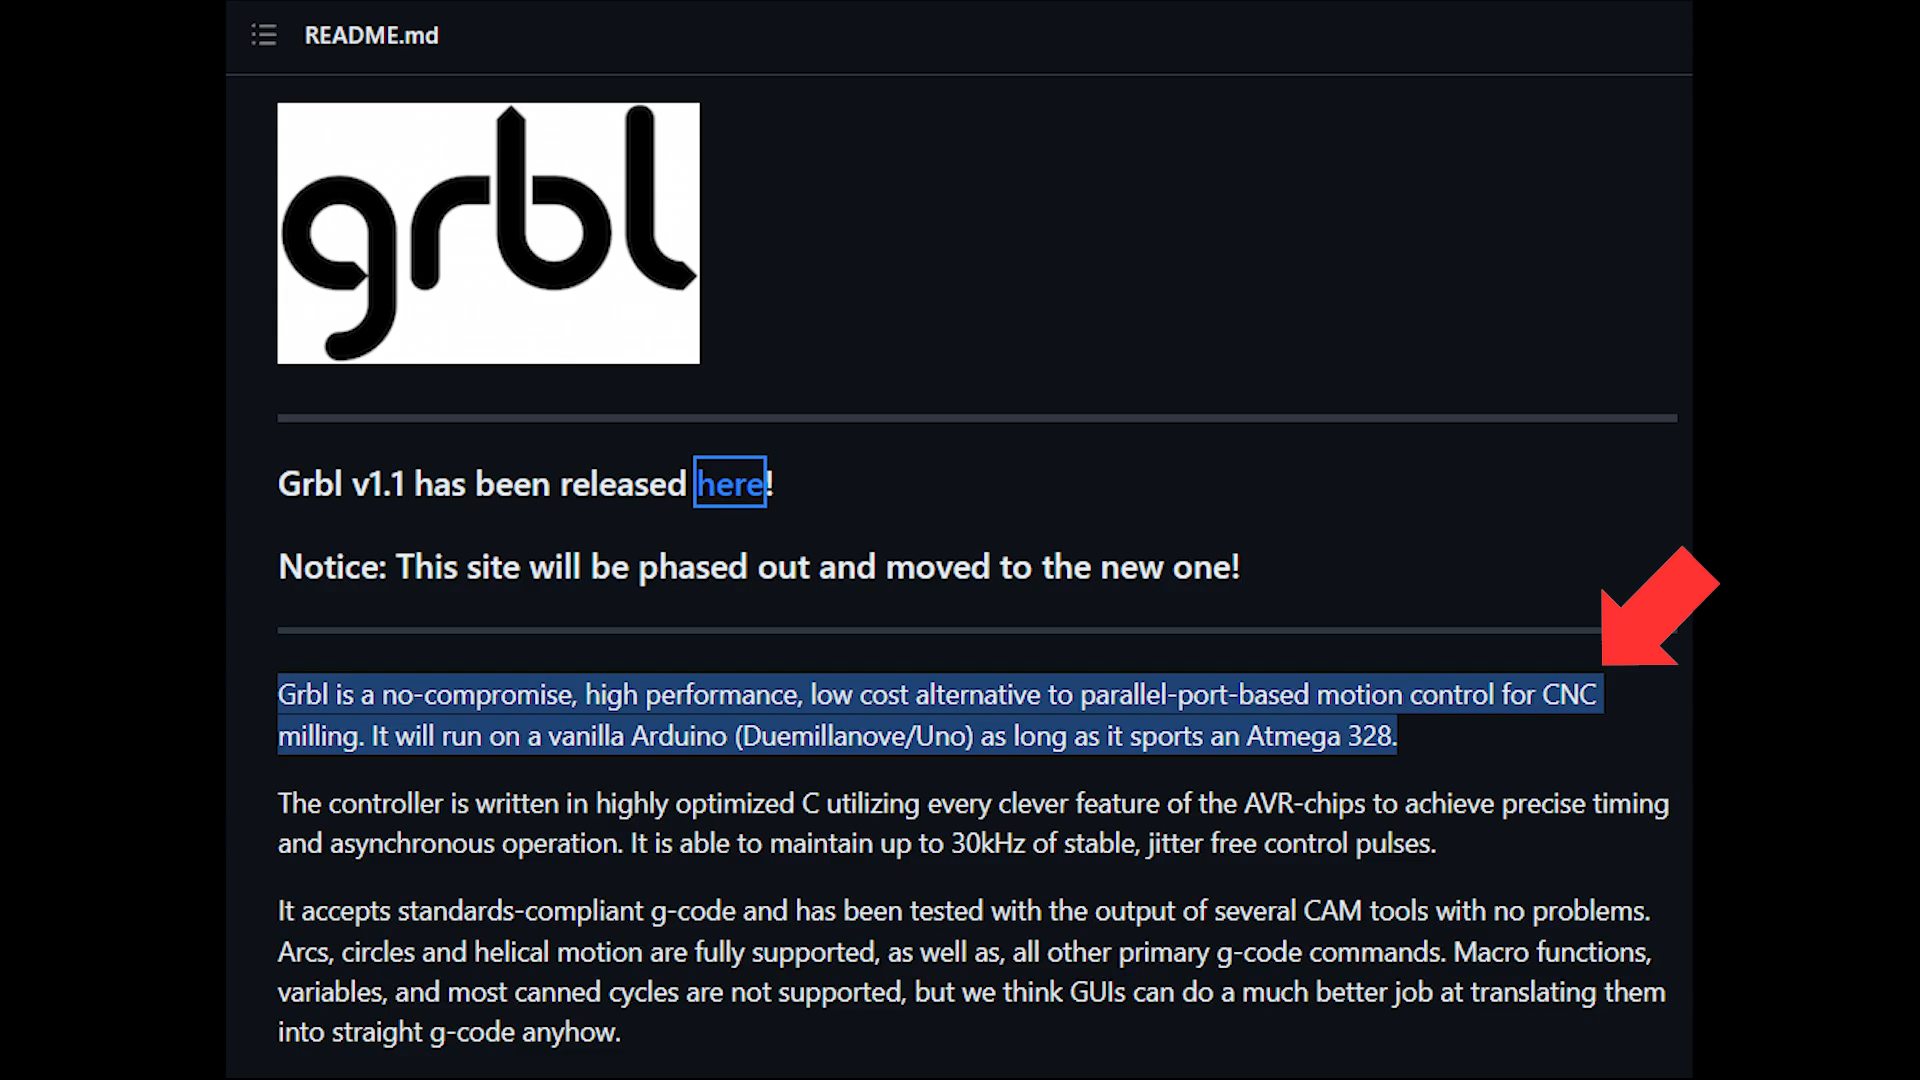 README.md
grbl
Grbl v1.1 has been released here!
Notice: This site will be phased out and moved to the new one!
Grbl is a no-compromise, high performance, low cost alternative to parallel-port-based motion control for CNC
milling. It will run on a vanilla Arduino (Duemillanove/Uno) as long as it sports an Atmega 328.
The controller is written in highly optimized C utilizing every clever feature of the AVR-chips to achieve precise timing
and asynchronous operation. It is able to maintain up to 30kHz of stable, jitter free control pulses.
It accepts standards-compliant g-code and has been tested with the output of several CAM tools with no problems.
Arcs, circles and helical motion are fully supported, as well as, all other primary g-code commands. Macro functions,
variables, and most canned cycles are not supported, but we think GUIs can do a much better job at translating them
into straight g-code anyhow.